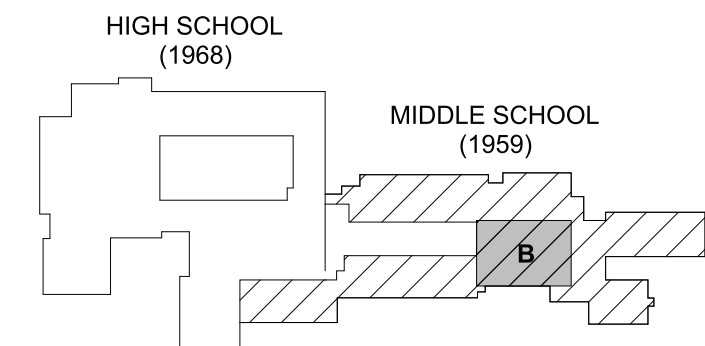 HIGH SCHOOL
(1968)
MIDDLE SCHOOL
(1959)
B